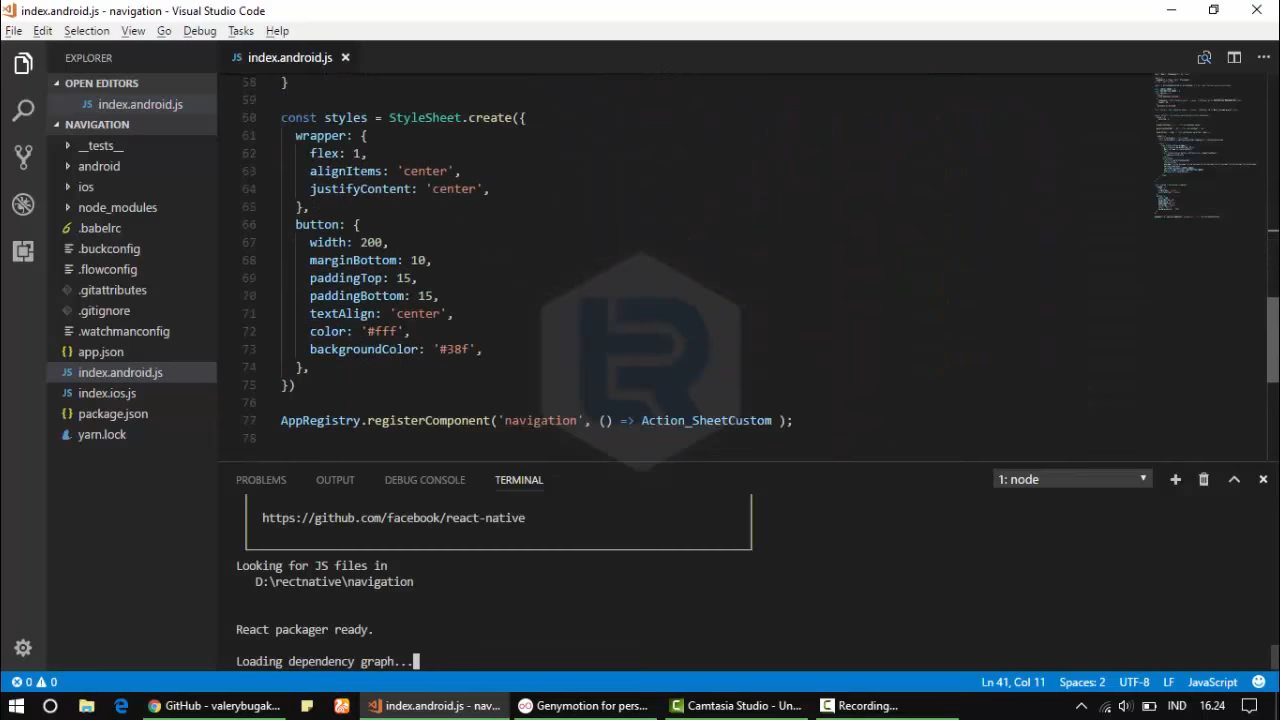 index.android.js - navigation - Visual Studio Code
File Edit Selection View Go Debug Tasks Help
EXPLORER
OPEN EDITORS
JS index.android.js
NAVIGATION
__tests__
android
ios
node_modules
.babelrc
.buckconfig
.flowconfig
.gitattributes
.gitignore
.watchmanconfig
{} app.json
JS index.android.js
JS index.ios.js
package.json
yarn.lock
JS index.android.js
58 }
59
60 const styles = StyleSheet.create({
61 wrapper: {
62 flex: 1,
63 alignItems: 'center',
64 justifyContent: 'center',
65 },
66 button: {
67 width: 200,
68 marginBottom: 10,
69 paddingTop: 15,
70 paddingBottom: 15,
71 textAlign: 'center',
72 color: '#fff',
73 backgroundColor: '#38f',
74 },
75 })
76
77 AppRegistry.registerComponent('navigation', () => Action_SheetCustom );
78
PROBLEMS OUTPUT DEBUG CONSOLE TERMINAL 1: node
https://github.com/facebook/react-native
Looking for JS files in
D:\rectnative\navigation
React packager ready.
Loading dependency graph...
0 0 Ln 41, Col 11 Spaces: 2 UTF-8 LF JavaScript
GitHub - valerybugak... index.android.js - nav... Genymotion for pers... Camtasia Studio - Un... Recording... IND 16.24